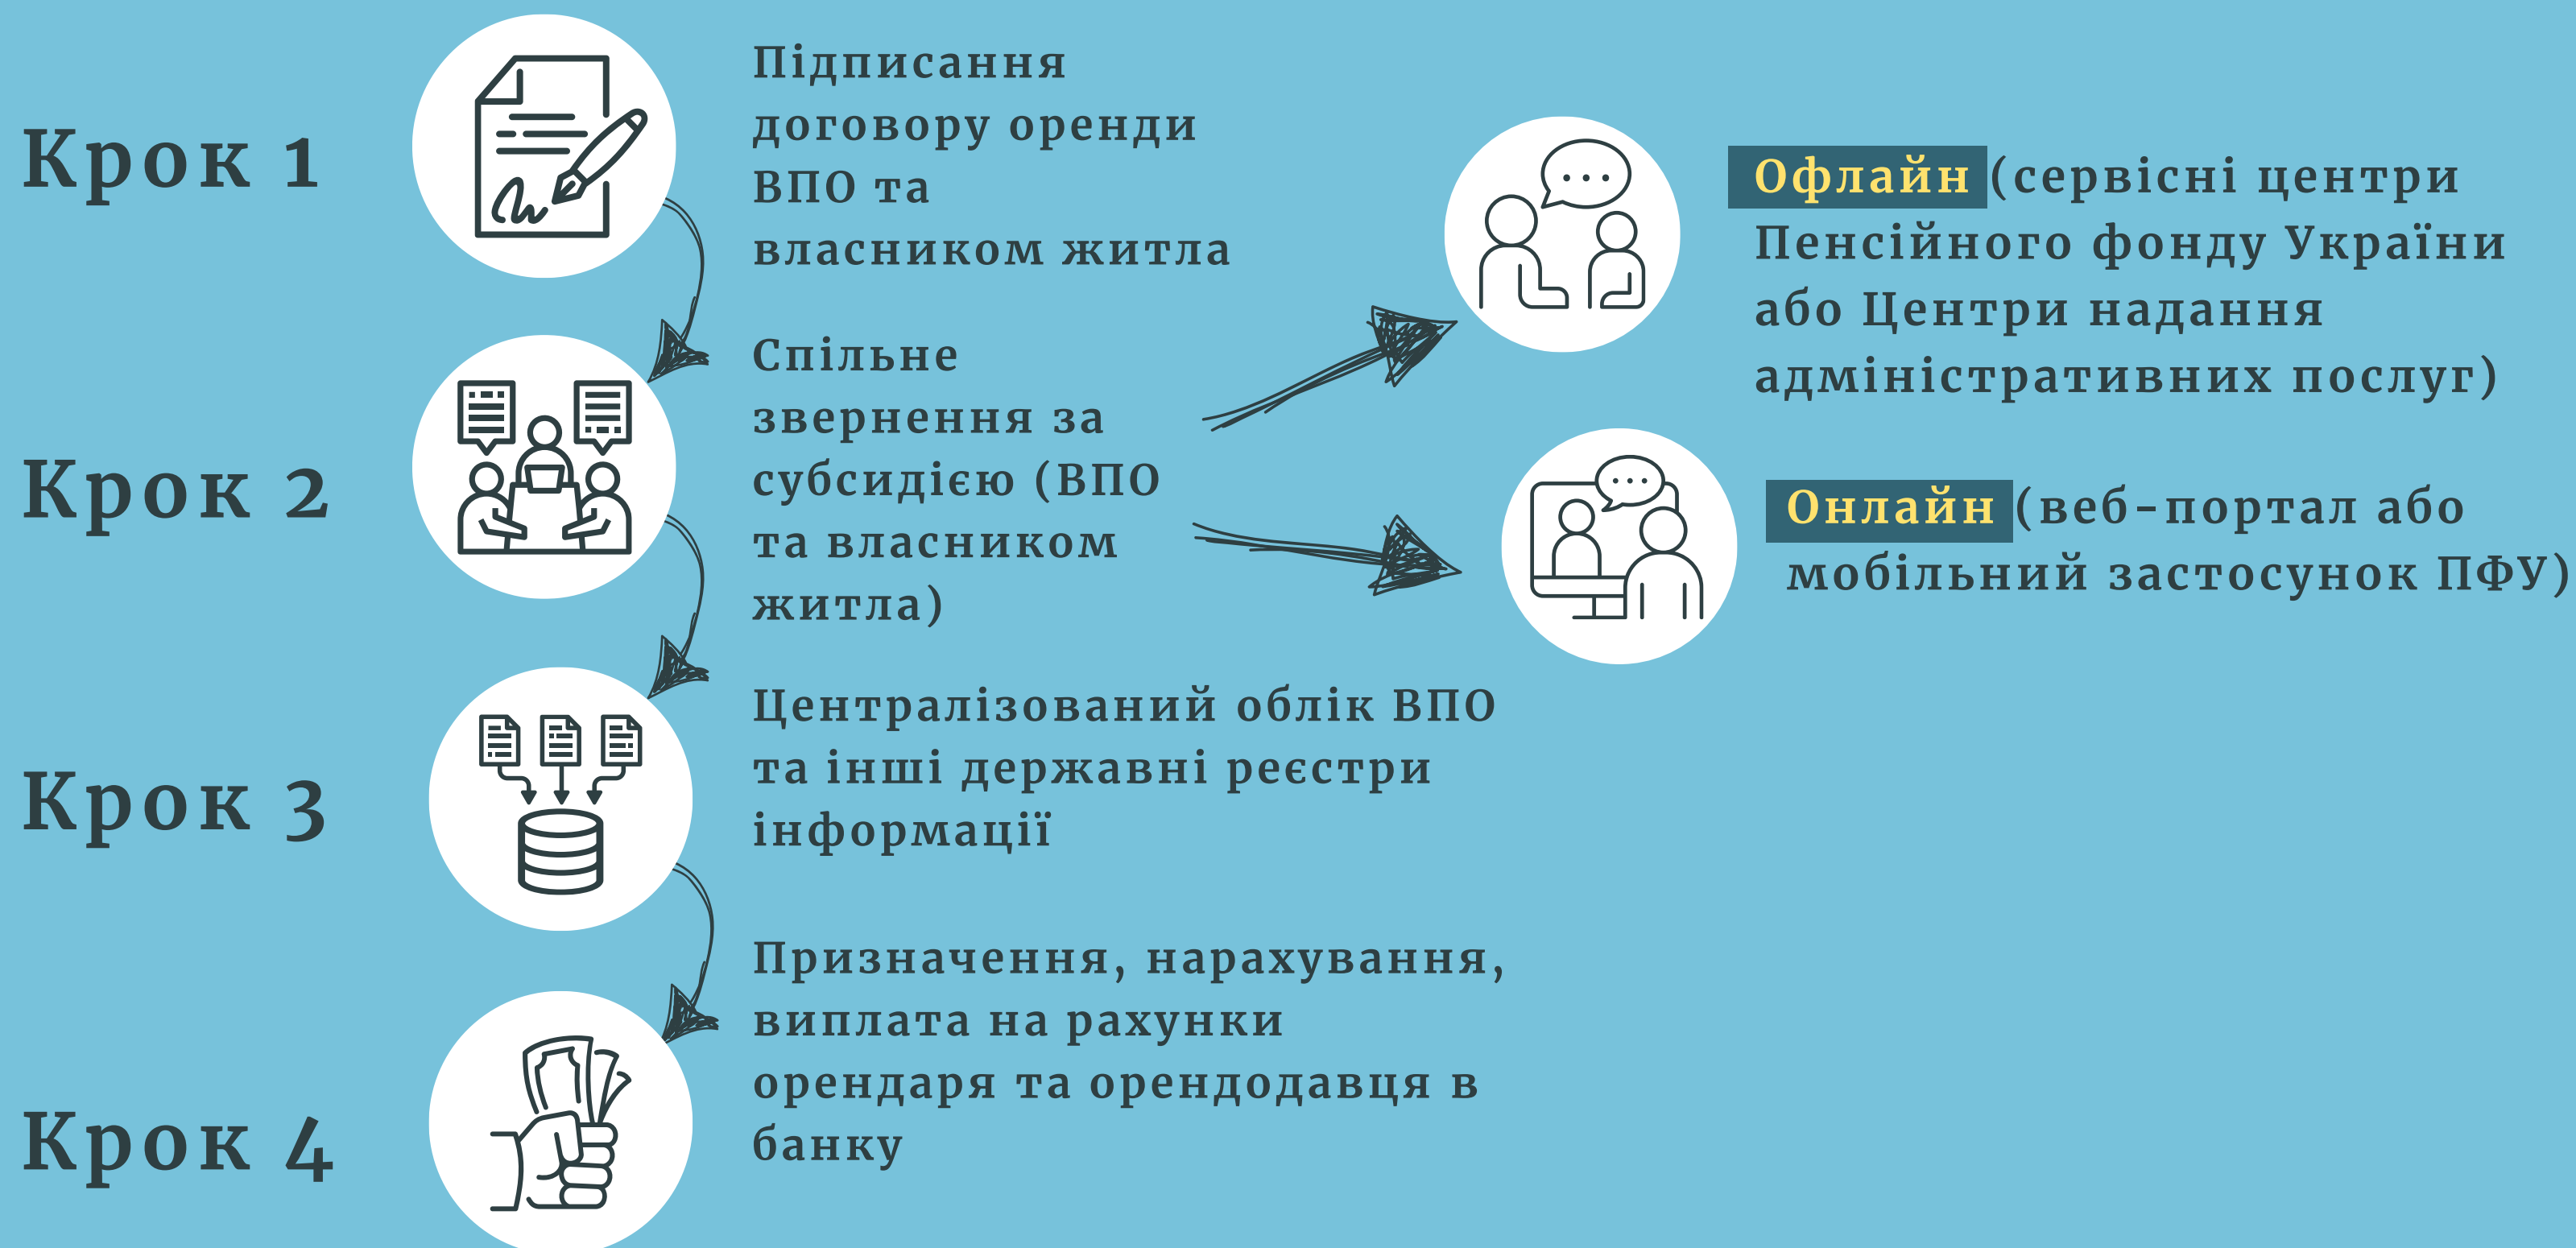 Крок 1
Підписання
договору оренди
ВПО та
власником житла
Крок 2
Спільне
звернення за
субсидією (ВПО
та власником
житла)
Офлайн (сервісні центри
Пенсійного фонду України
або Центри надання
адміністративних послуг)
Онлайн (веб-портал або
мобільний застосунок ПФУ)
Крок 3
Централізований облік ВПО
та інші державні реєстри
інформації
Крок 4
Призначення, нарахування,
виплата на рахунки
орендаря та орендодавця в
банку